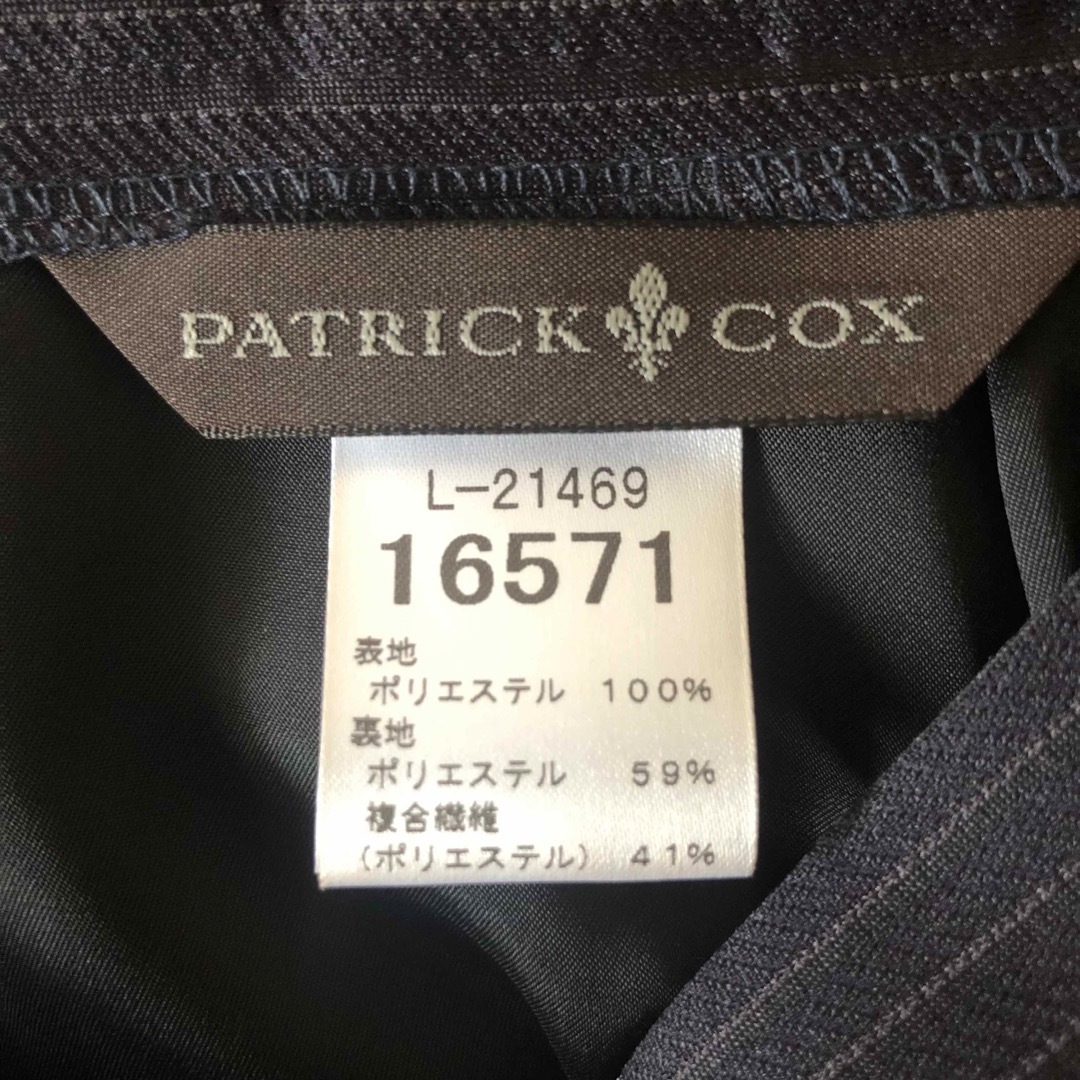 PATRICK COX
L-21469
16571
表地
ポリエステル 100%
裏地
ポリエステル 59%
複合繊維
(ポリエステル) 41%